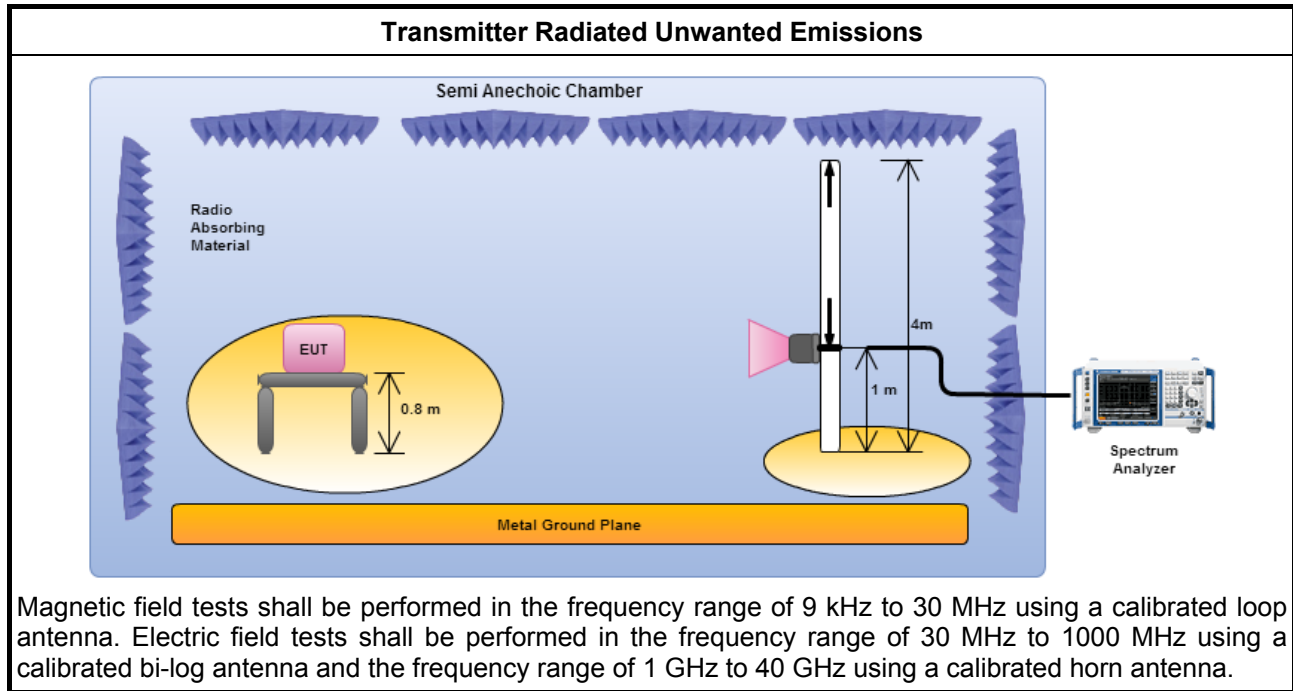 Transmitter Radiated Unwanted Emissions
Semi Anechoic Chamber
Radio
Absorbing
Material
EUT
0.8 m
4m
1 m
Spectrum
Analyzer
Metal Ground Plane
Magnetic field tests shall be performed in the frequency range of 9 kHz to 30 MHz using a calibrated loop
antenna. Electric field tests shall be performed in the frequency range of 30 MHz to 1000 MHz using a
calibrated bi-log antenna and the frequency range of 1 GHz to 40 GHz using a calibrated horn antenna.